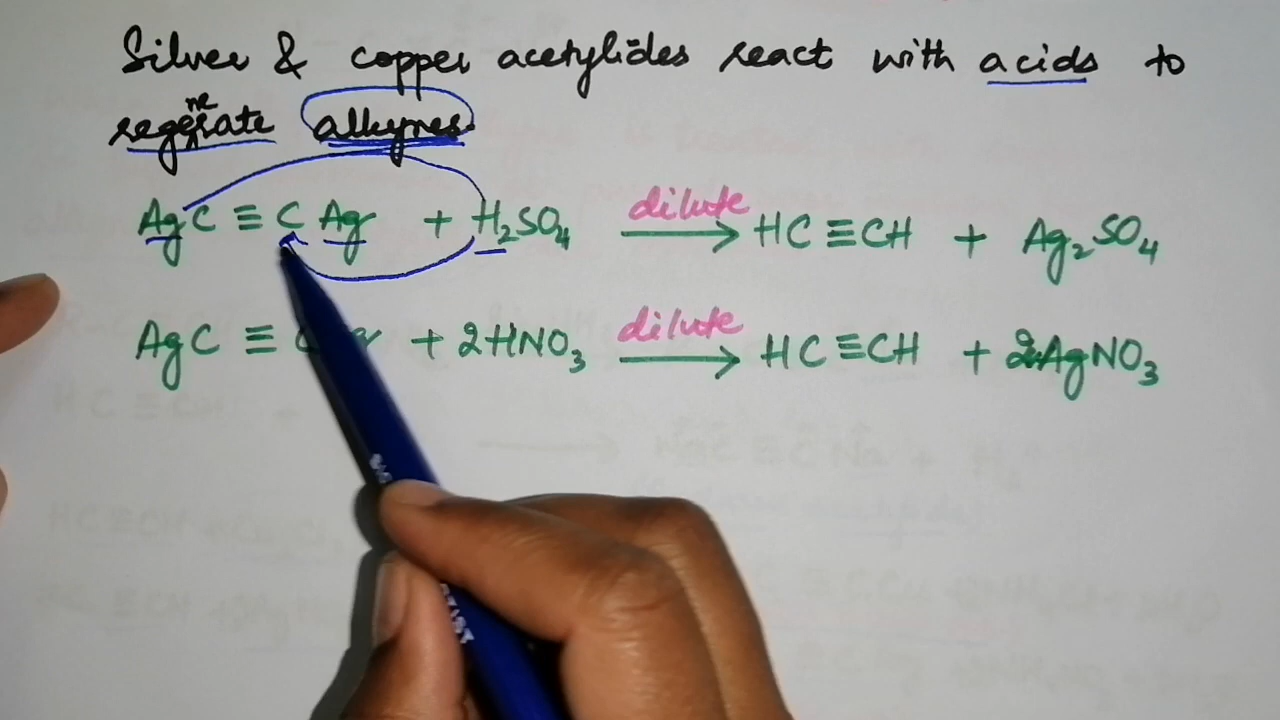 Silver & copper acetylides react with acids to
regenerate alkynes.
AgC ≡ C Ag + H₂SO₄ dilute → HC ≡ CH + Ag₂SO₄
AgC ≡ + 2HNO₃ dilute → HC ≡ CH + 2AgNO₃